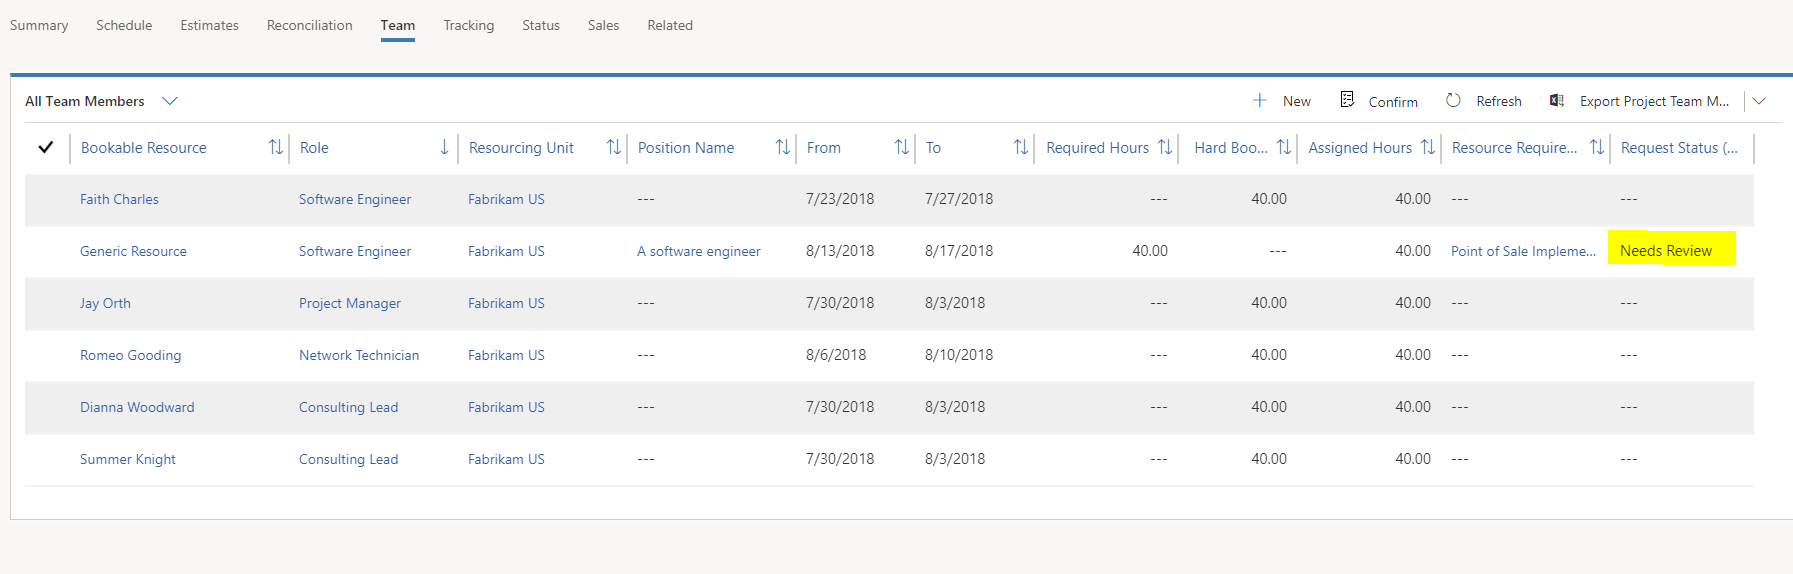 Summary Schedule Estimates Reconciliation Team Tracking Status Sales Related
All Team Members New Confirm Refresh Export Project Team M...
Bookable Resource Role Resourcing Unit Position Name From To Required Hours Hard Boo... Assigned Hours Resource Require... Request Status (...
Faith Charles Software Engineer Fabrikam US --- 7/23/2018 7/27/2018 --- 40.00 40.00 --- ---
Generic Resource Software Engineer Fabrikam US A software engineer 8/13/2018 8/17/2018 40.00 --- 40.00 Point of Sale Impleme... Needs Review
Jay Orth Project Manager Fabrikam US --- 7/30/2018 8/3/2018 --- 40.00 40.00 --- ---
Romeo Gooding Network Technician Fabrikam US --- 8/6/2018 8/10/2018 --- 40.00 40.00 --- ---
Dianna Woodward Consulting Lead Fabrikam US --- 7/30/2018 8/3/2018 --- 40.00 40.00 --- ---
Summer Knight Consulting Lead Fabrikam US --- 7/30/2018 8/3/2018 --- 40.00 40.00 --- ---